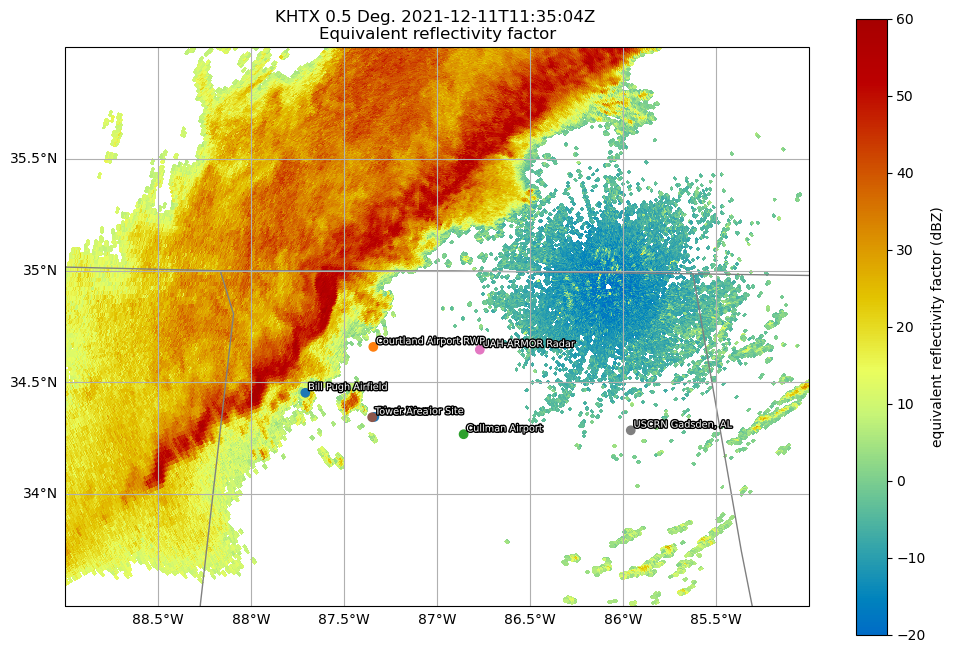 KHTX 0.5 Deg. 2021-12-11T11:35:04Z
Equivalent reflectivity factor
60
50
40
30
20
10
0
−10
−20
equivalent reflectivity factor (dBZ)
35.5°N
35°N
34.5°N
34°N
Courtland Airport RWP
UAH-ARMOR Radar
Bill Pugh Airfield
Tower
Site
Cullman Airport
USCRN Gadsden, AL
88.5°W
88°W
87.5°W
87°W
86.5°W
86°W
85.5°W